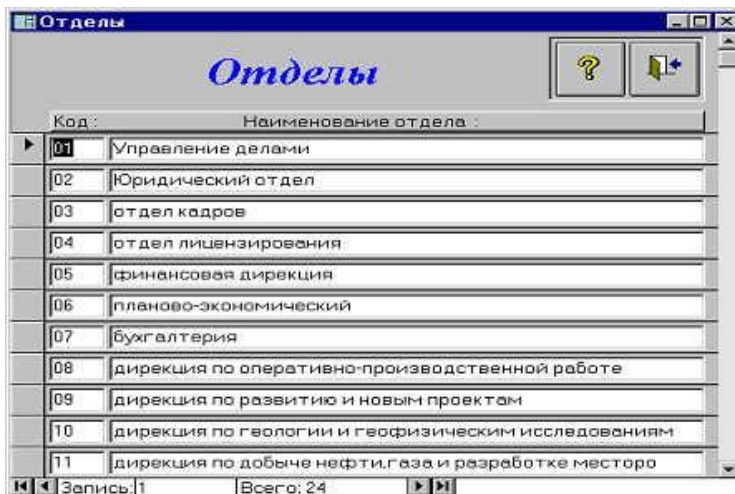 Отделы
Отделы
Код: Наименование отдела :
01 Управление делами
02 Юридический отдел
03 отдел кадров
04 отдел лицензирования
05 финансовая дирекция
06 планово-экономический
07 бухгалтерия
08 дирекция по оперативно-производственной работе
09 дирекция по развитию и новым проектам
10 дирекция по геологии и геофизическим исследованиям
11 дирекция по добыче нефти,газа и разработке месторо
Запись:1 Всего: 24